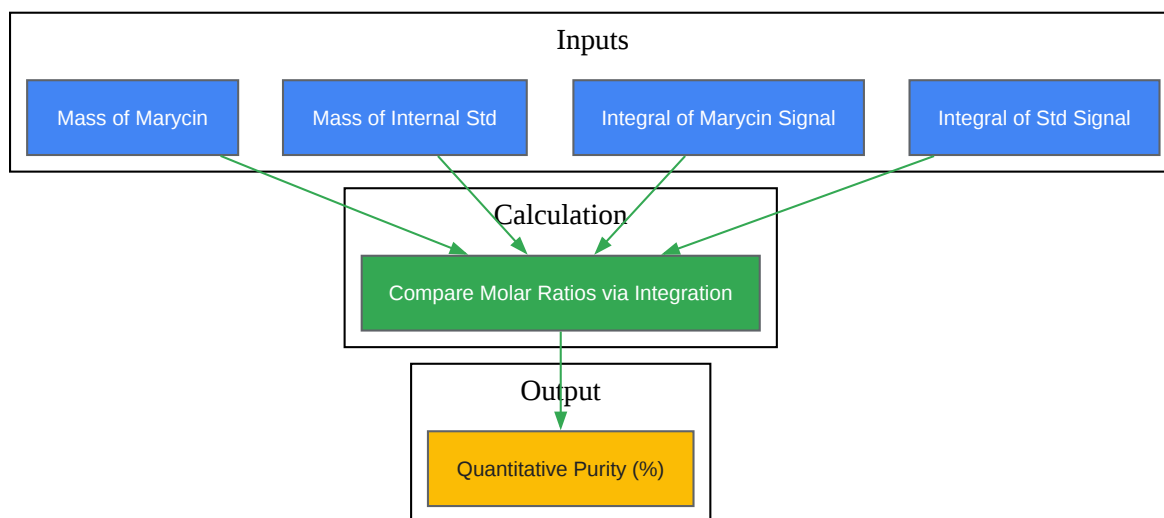 Inputs
Mass of Marycin
Mass of Internal Std
Integral of Marycin Signal
Integral of Std Signal
Calculation
Compare Molar Ratios via Integration
Output
Quantitative Purity (%)